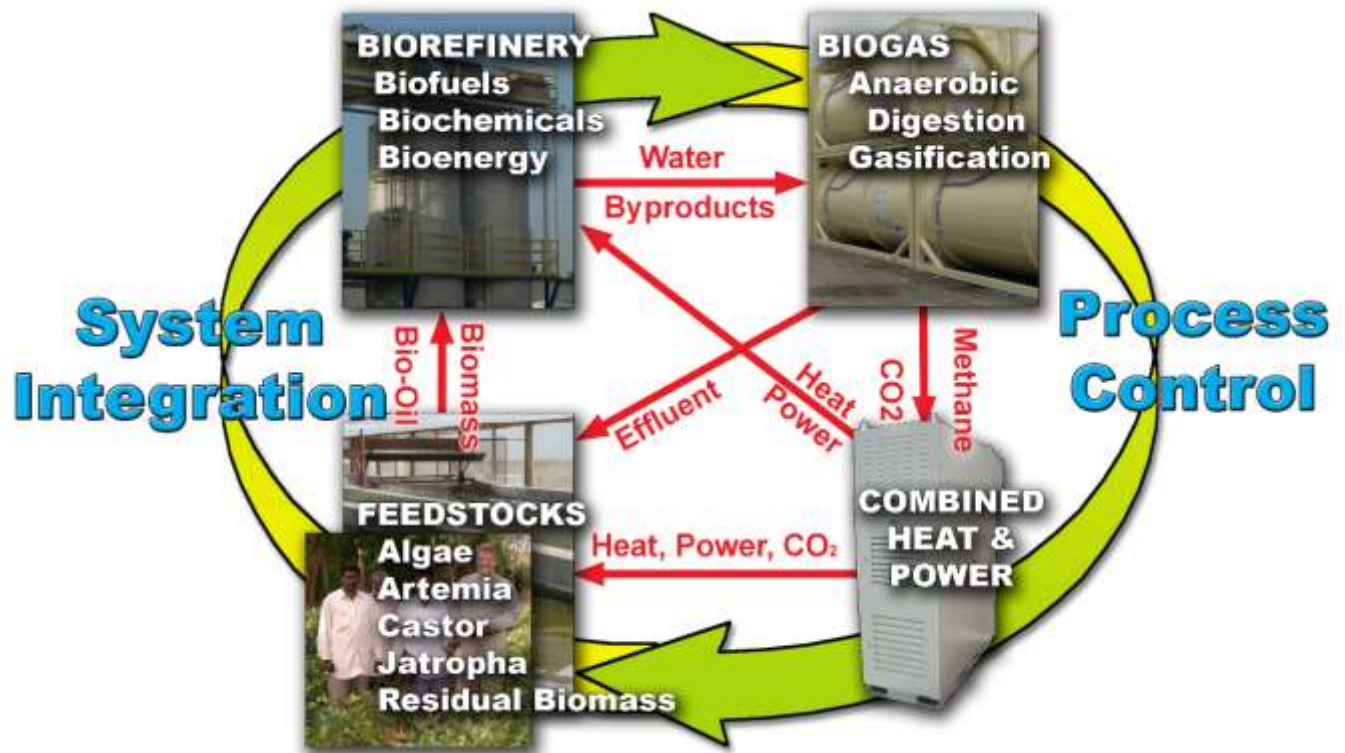 BIOREFINERY
Biofuels
Biochemicals
Bioenergy
BIOGAS
Anaerobic
Digestion
Gasification
Water
Byproducts
System
Integration
Process
Control
Bio-Oil
Biomass
Effluent
Heat
Power
CO2
Methane
FEEDSTOCKS
Algae
Artemia
Castor
Jatropha
Residual Biomass
Heat, Power, CO₂
COMBINED
HEAT &
POWER